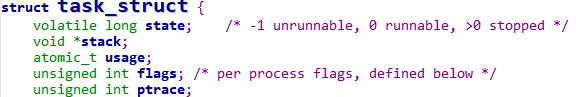 struct task_struct {
volatile long state;    /* -1 unrunnable, 0 runnable, >0 stopped */
void *stack;
atomic_t usage;
unsigned int flags; /* per process flags, defined below */
unsigned int ptrace;